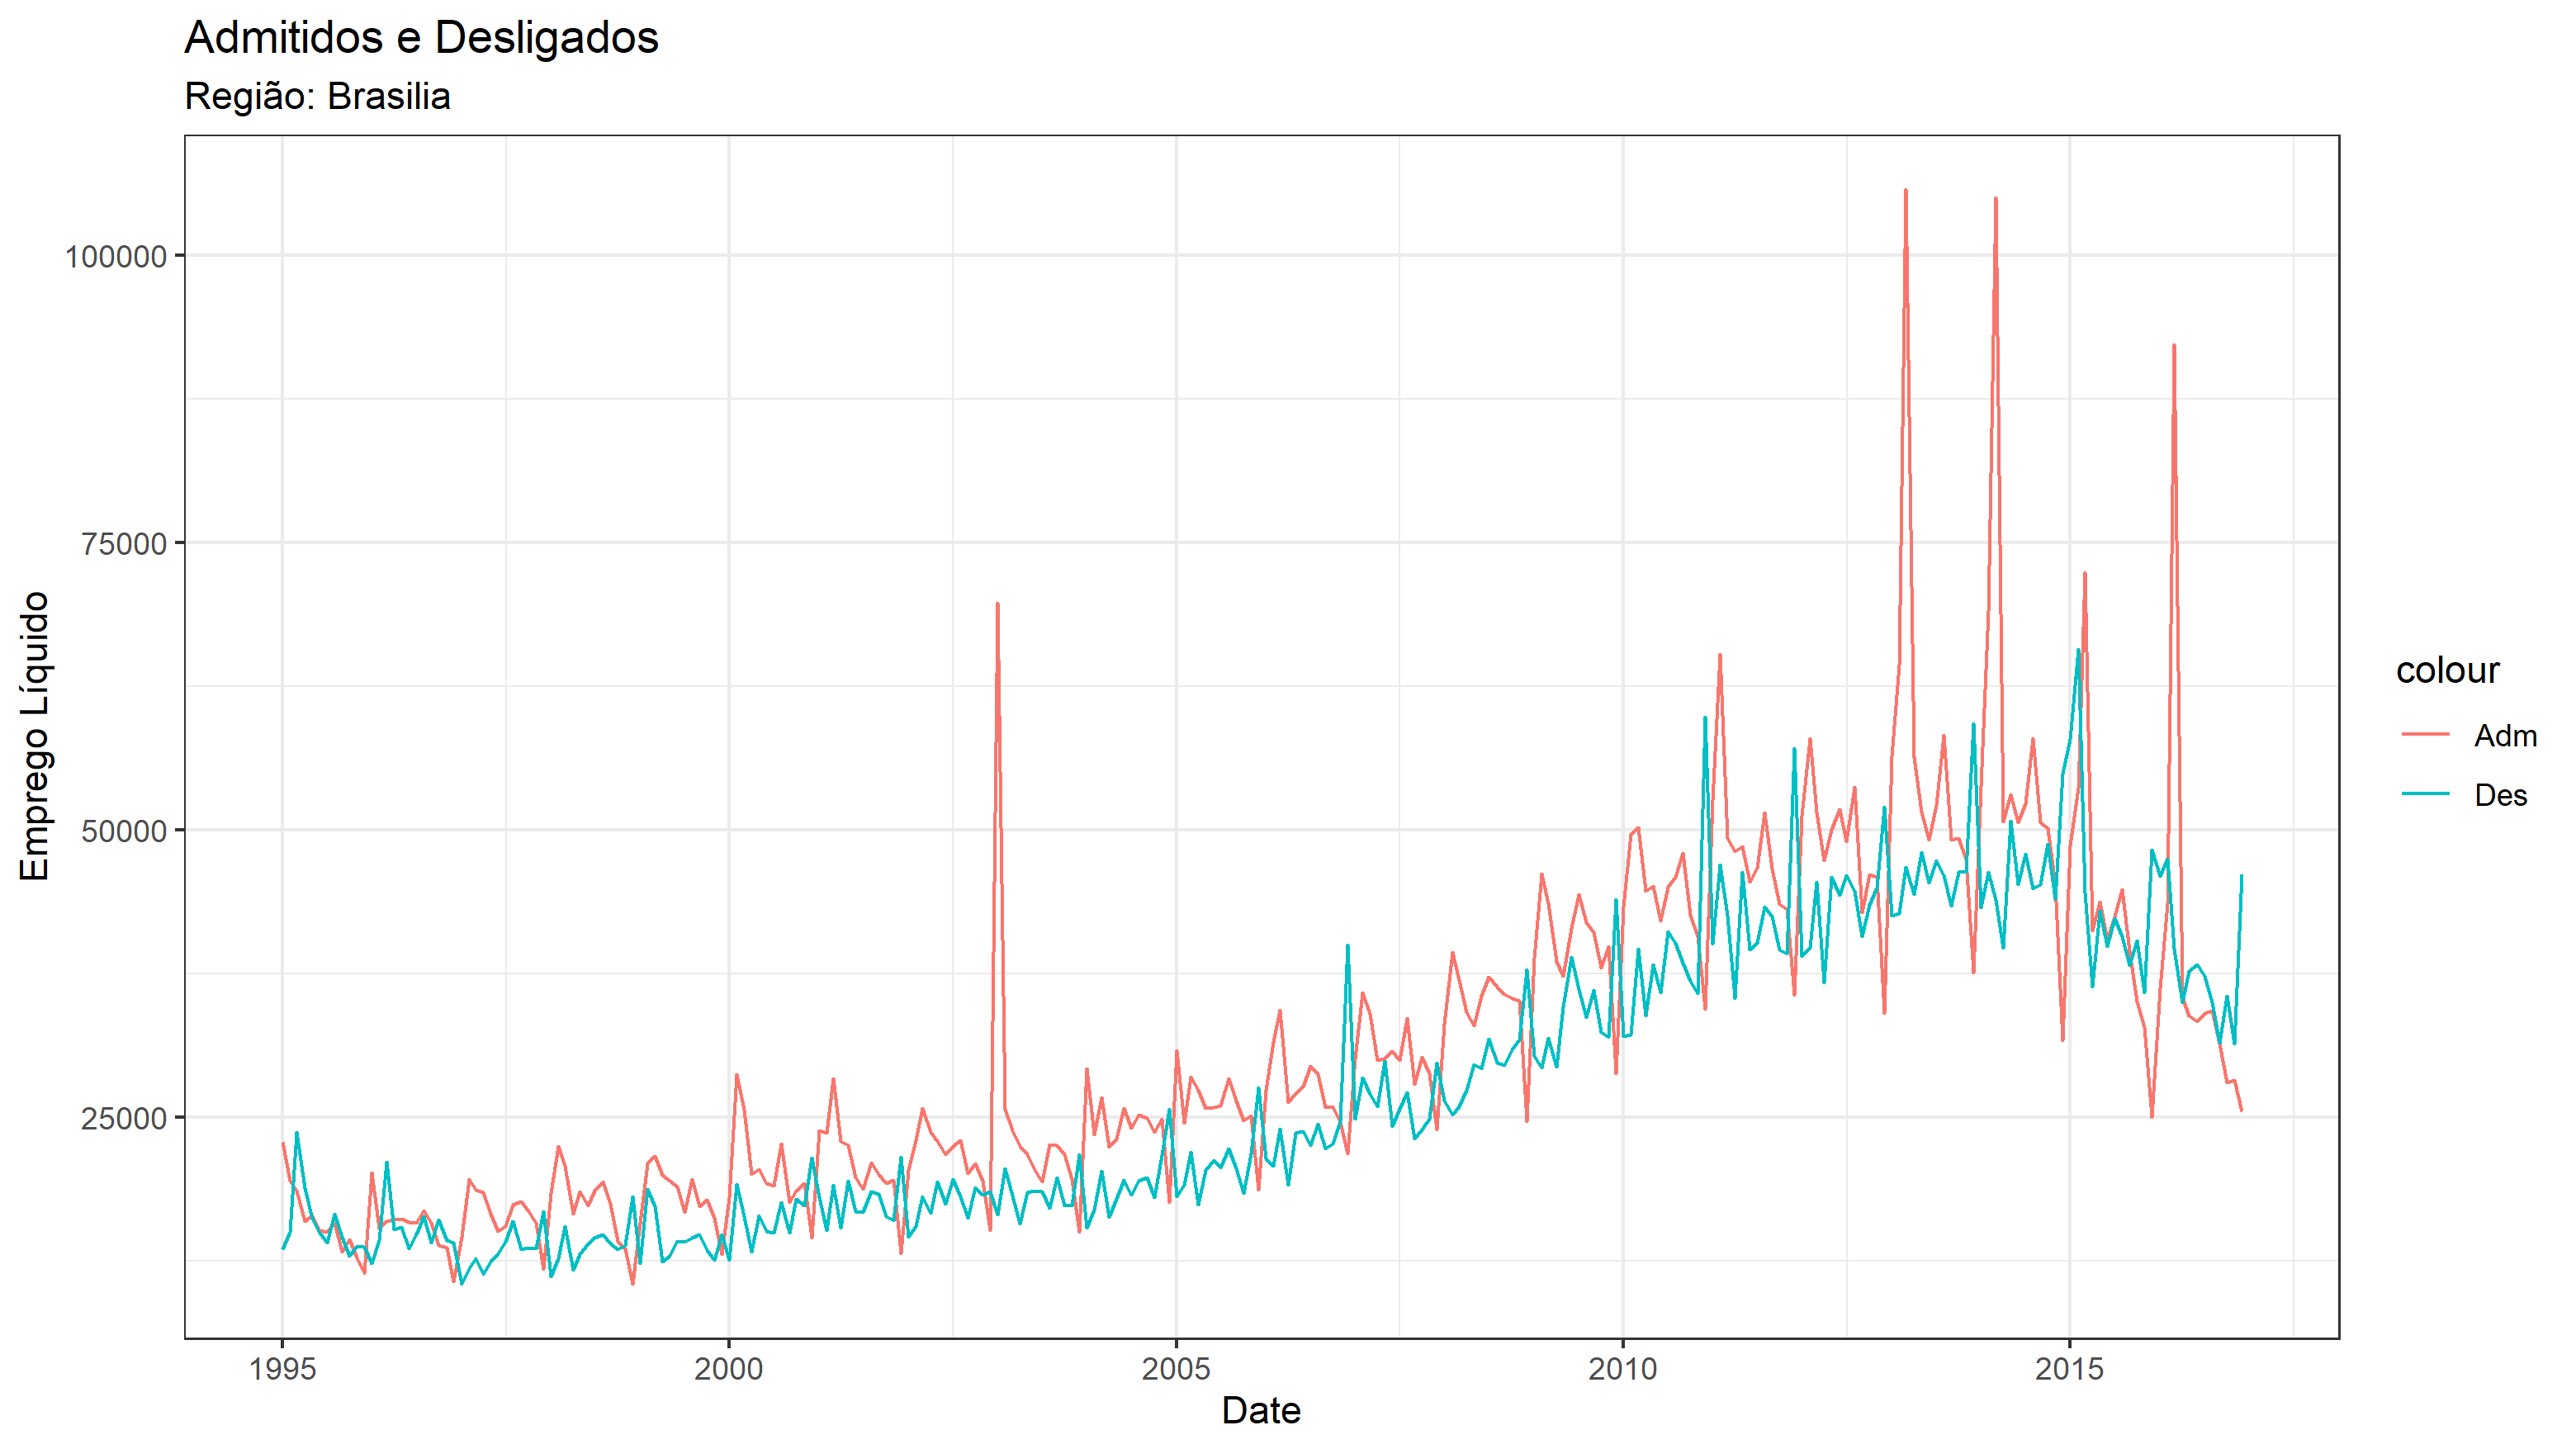 Admitidos e Desligados
Região: Brasilia
100000
75000
50000
25000
Emprego Líquido
1995
2000
2005
2010
2015
Date
colour
Adm
Des